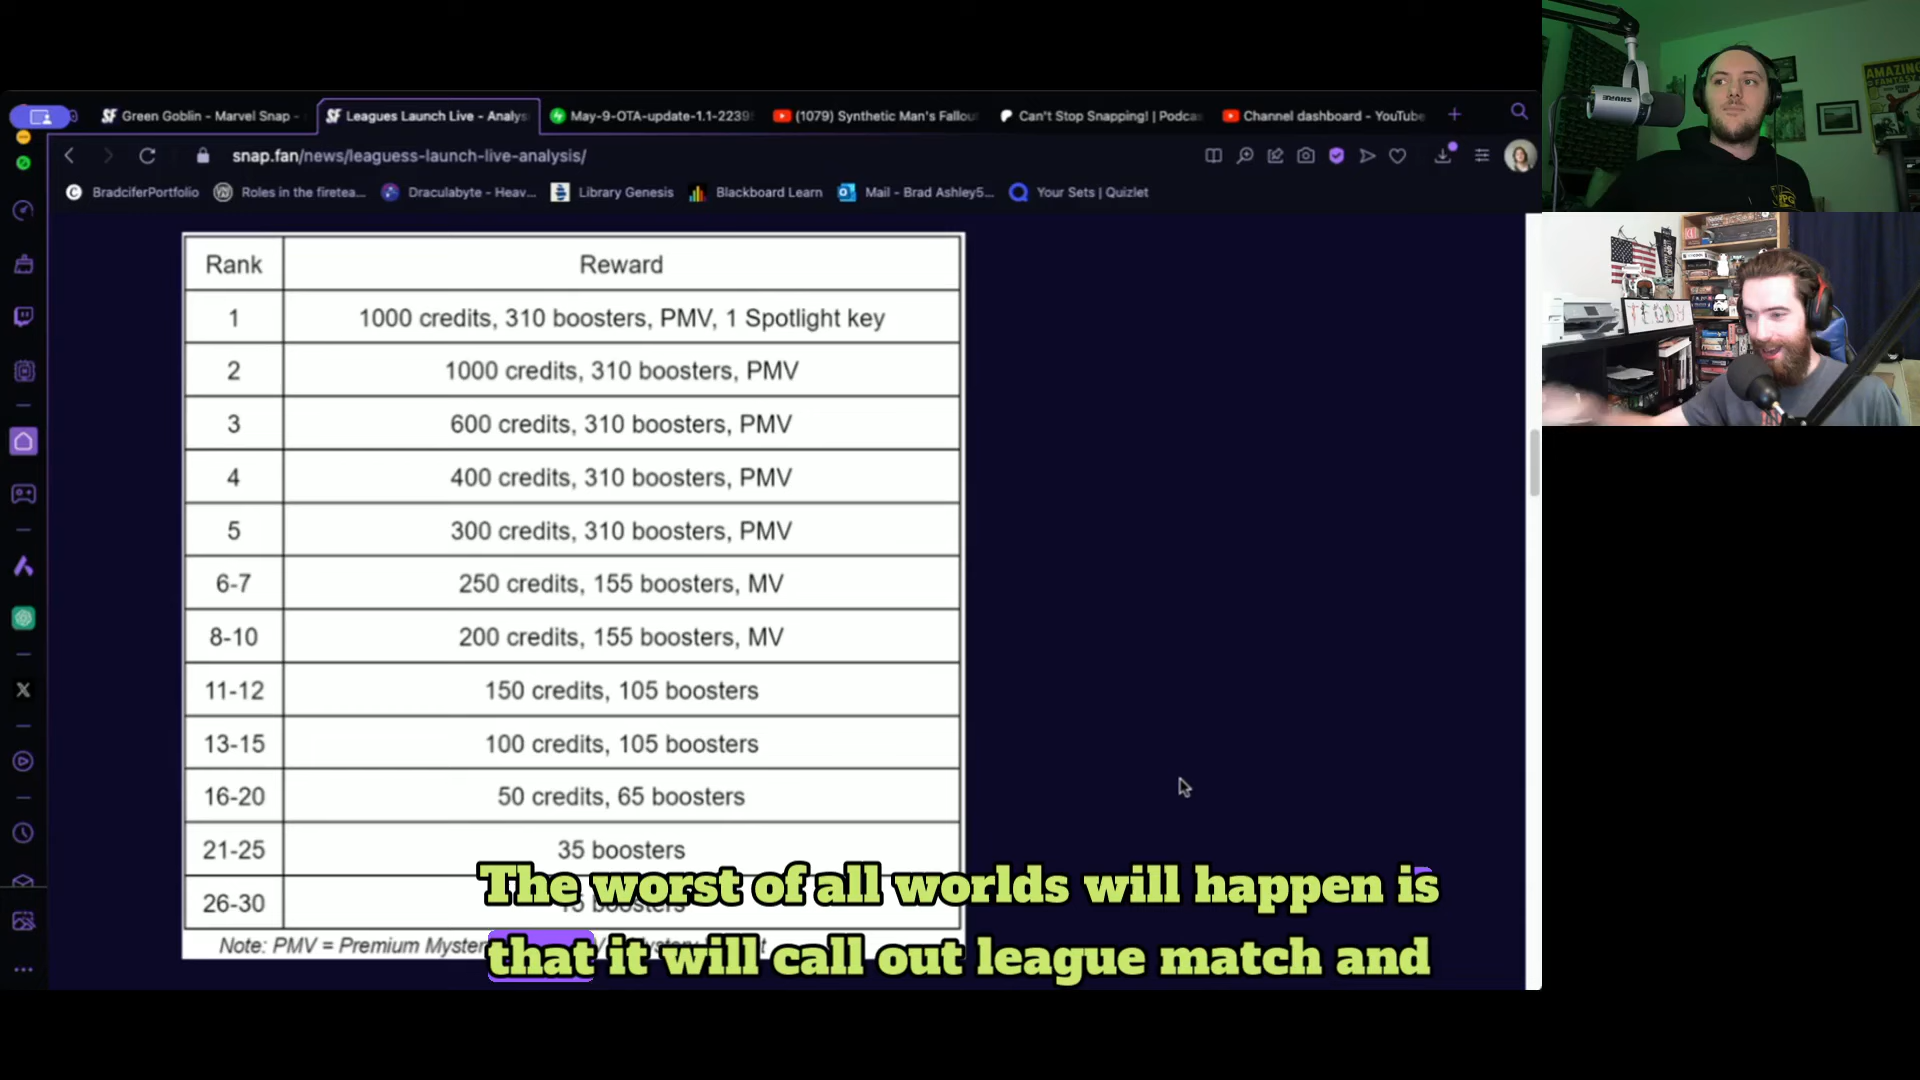 Green Goblin - Marvel Snap -
Leagues Launch Live - Analys
May-9-OTA-update-1.1-2239
(1079) Synthetic Man's Fallou
Can't Stop Snapping! | Podca
Channel dashboard - YouTube
snap.fan/news/leaguess-launch-live-analysis/
BradciferPortfolio
Roles in the firetea...
Draculabyte - Heav...
Library Genesis
Blackboard Learn
Mail - Brad Ashley5...
Your Sets | Quizlet
Rank Reward
1 1000 credits, 310 boosters, PMV, 1 Spotlight key
2 1000 credits, 310 boosters, PMV
3 600 credits, 310 boosters, PMV
4 400 credits, 310 boosters, PMV
5 300 credits, 310 boosters, PMV
6-7 250 credits, 155 boosters, MV
8-10 200 credits, 155 boosters, MV
11-12 150 credits, 105 boosters
13-15 100 credits, 105 boosters
16-20 50 credits, 65 boosters
21-25 35 boosters
26-30 boosters
Note: PMV = Premium
The worst of all worlds will happen is
that it will call out league match and
AMAZING
FANTASY
SHURE